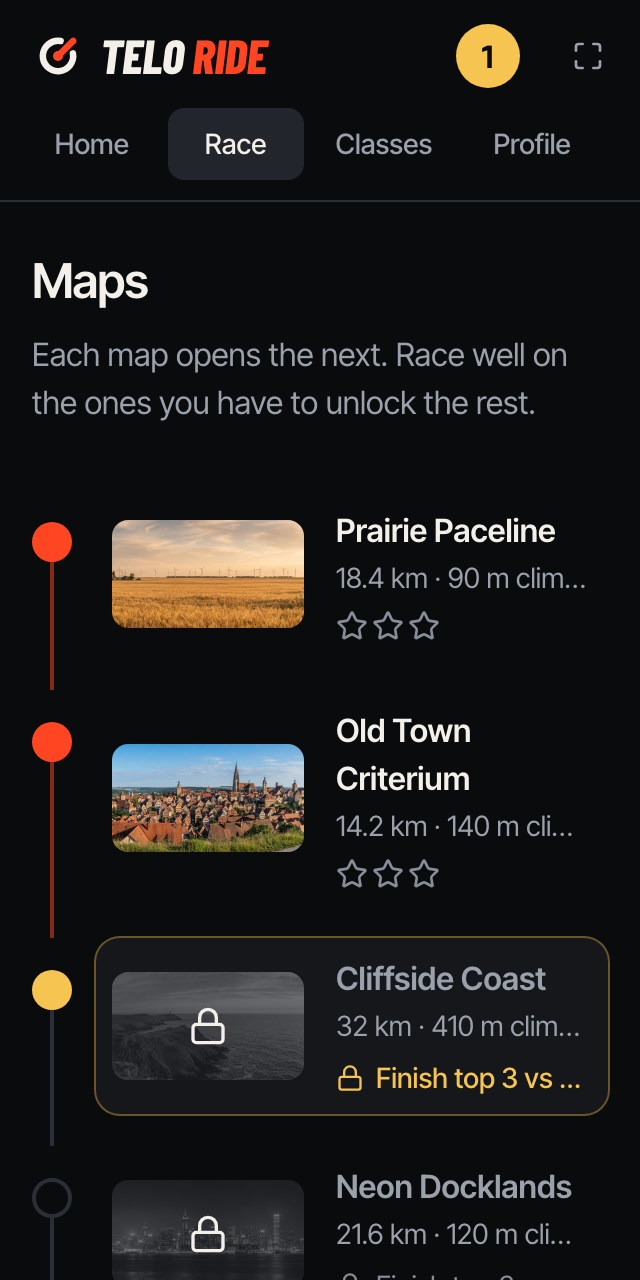 TELO RIDE
1
Home Race Classes Profile
Maps
Each map opens the next. Race well on
the ones you have to unlock the rest.
Prairie Paceline
18.4 km · 90 m clim...
Old Town
Criterium
14.2 km · 140 m cli...
Cliffside Coast
32 km · 410 m clim...
Finish top 3 vs ...
Neon Docklands
21.6 km · 120 m cli...